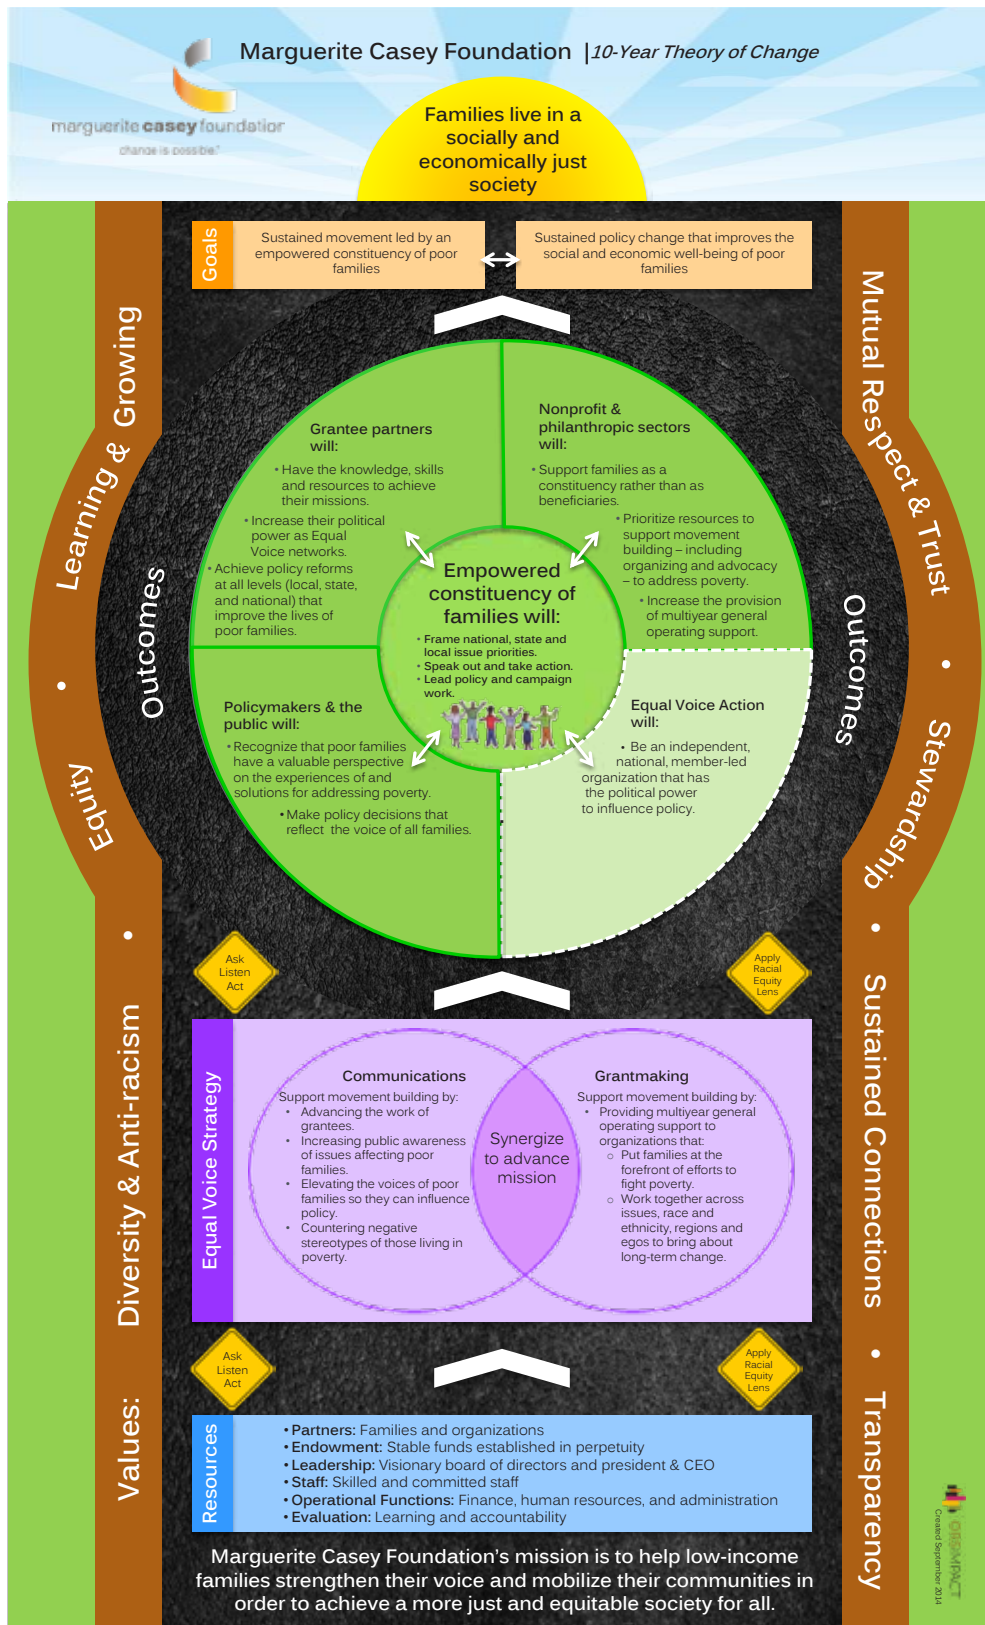 Marguerite Casey Foundation |10-Year Theory of Change
marguerite casey foundation
change is possible.
Families live in a
socially and
economically just
society
Goals
Sustained movement led by an
empowered constituency of poor
families
Sustained policy change that improves the
social and economic well-being of poor
families
Outcomes
Outcomes
Grantee partners
will:
• Have the knowledge, skills
and resources to achieve
their missions.
• Increase their political
power as Equal
Voice networks.
• Achieve policy reforms
at all levels (local, state,
and national) that
improve the lives of
poor families.
Nonprofit &
philanthropic sectors
will:
• Support families as a
constituency rather than as
beneficiaries.
• Prioritize resources to
support movement
building – including
organizing and advocacy
– to address poverty.
• Increase the provision
of multiyear general
operating support.
Empowered
constituency of
families will:
• Frame national, state and
local issue priorities.
• Speak out and take action.
• Lead policy and campaign
work.
Policymakers & the
public will:
• Recognize that poor families
have a valuable perspective
on the experiences of and
solutions for addressing poverty.
• Make policy decisions that
reflect the voice of all families.
Equal Voice Action
will:
• Be an independent,
national, member-led
organization that has
the political power
to influence policy.
Ask
Listen
Act
Apply
Racial
Equity
Lens
Equal Voice Strategy
Communications
Support movement building by:
• Advancing the work of
grantees.
• Increasing public awareness
of issues affecting poor
families.
• Elevating the voices of poor
families so they can influence
policy.
• Countering negative
stereotypes of those living in
poverty.
Synergize
to advance
mission
Grantmaking
Support movement building by:
• Providing multiyear general
operating support to
organizations that:
o Put families at the
forefront of efforts to
fight poverty.
o Work together across
issues, race and
ethnicity, regions and
egos to bring about
long-term change.
Ask
Listen
Act
Apply
Racial
Equity
Lens
Resources
• Partners: Families and organizations
• Endowment: Stable funds established in perpetuity
• Leadership: Visionary board of directors and president & CEO
• Staff: Skilled and committed staff
• Operational Functions: Finance, human resources, and administration
• Evaluation: Learning and accountability
Marguerite Casey Foundation's mission is to help low-income
families strengthen their voice and mobilize their communities in
order to achieve a more just and equitable society for all.
Values: Diversity & Anti-racism • Equity • Learning & Growing
Mutual Respect & Trust • Stewardship • Sustained Connections • Transparency
ORSIMPACT
Created September 2014